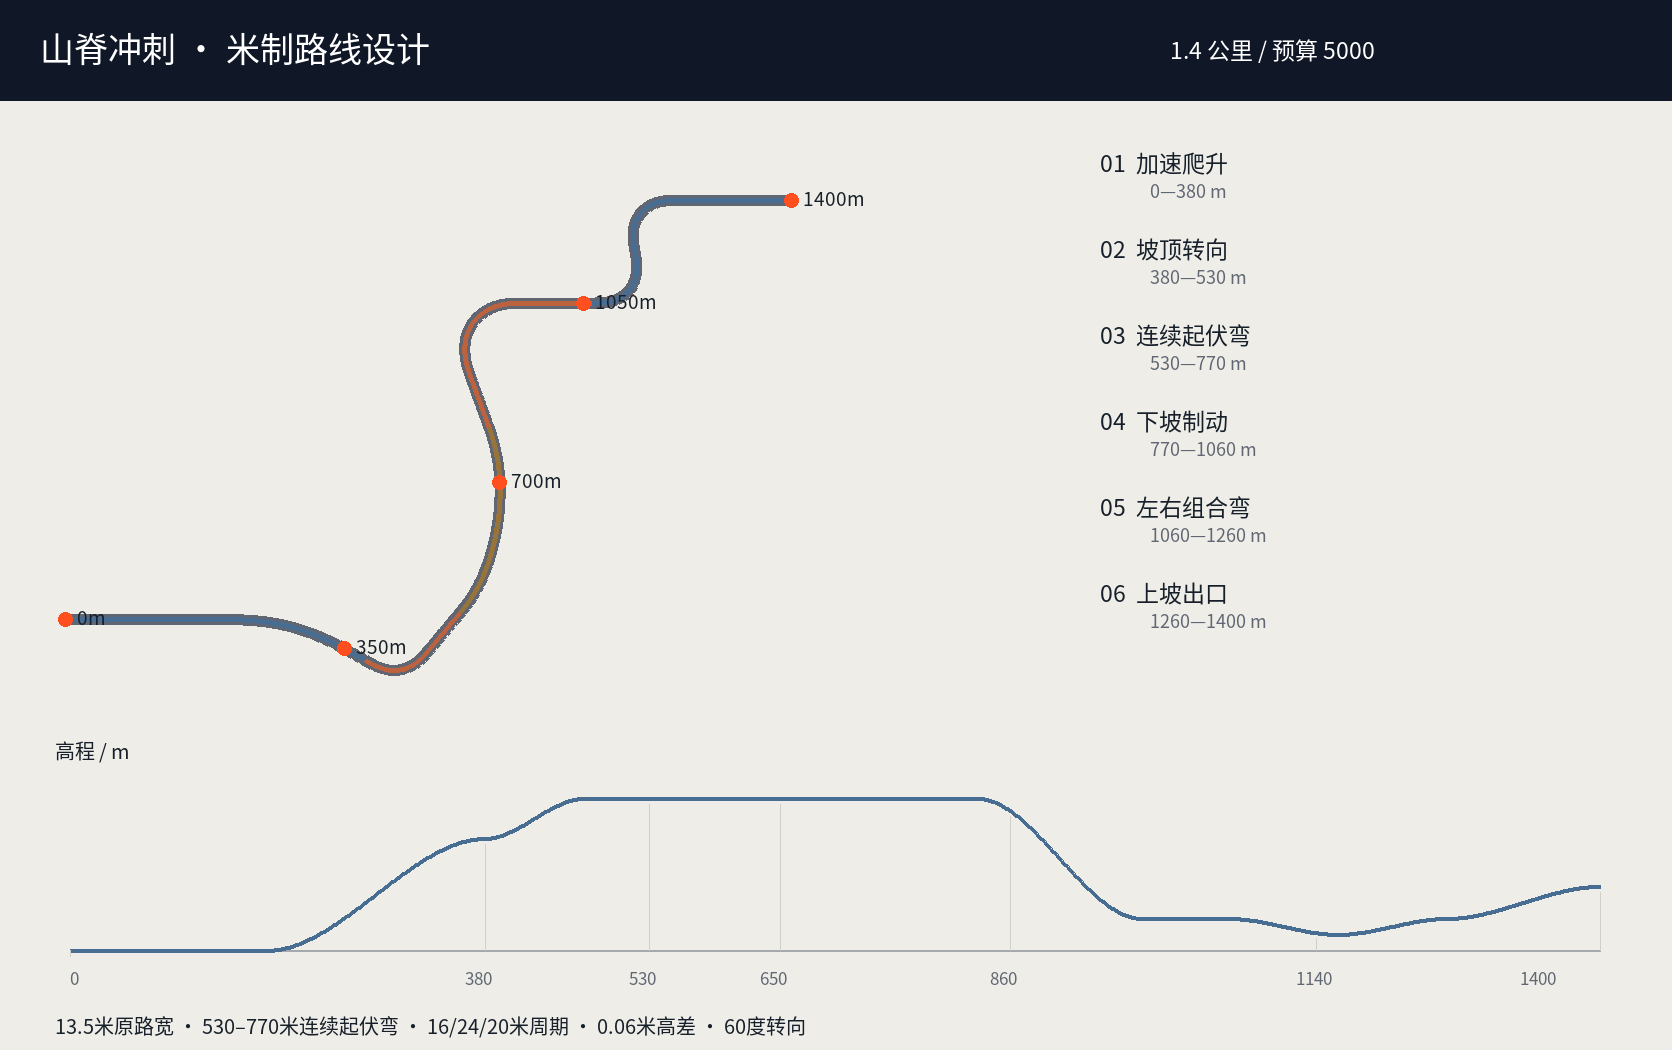 山脊冲刺 · 米制路线设计
1.4 公里 / 预算 5000
1400m
1050m
700m
0m
350m
01 加速爬升
0—380 m
02 坡顶转向
380—530 m
03 连续起伏弯
530—770 m
04 下坡制动
770—1060 m
05 左右组合弯
1060—1260 m
06 上坡出口
1260—1400 m
高程 / m
0 380 530 650 860 1140 1400
13.5米原路宽 · 530–770米连续起伏弯 · 16/24/20米周期 · 0.06米高差 · 60度转向